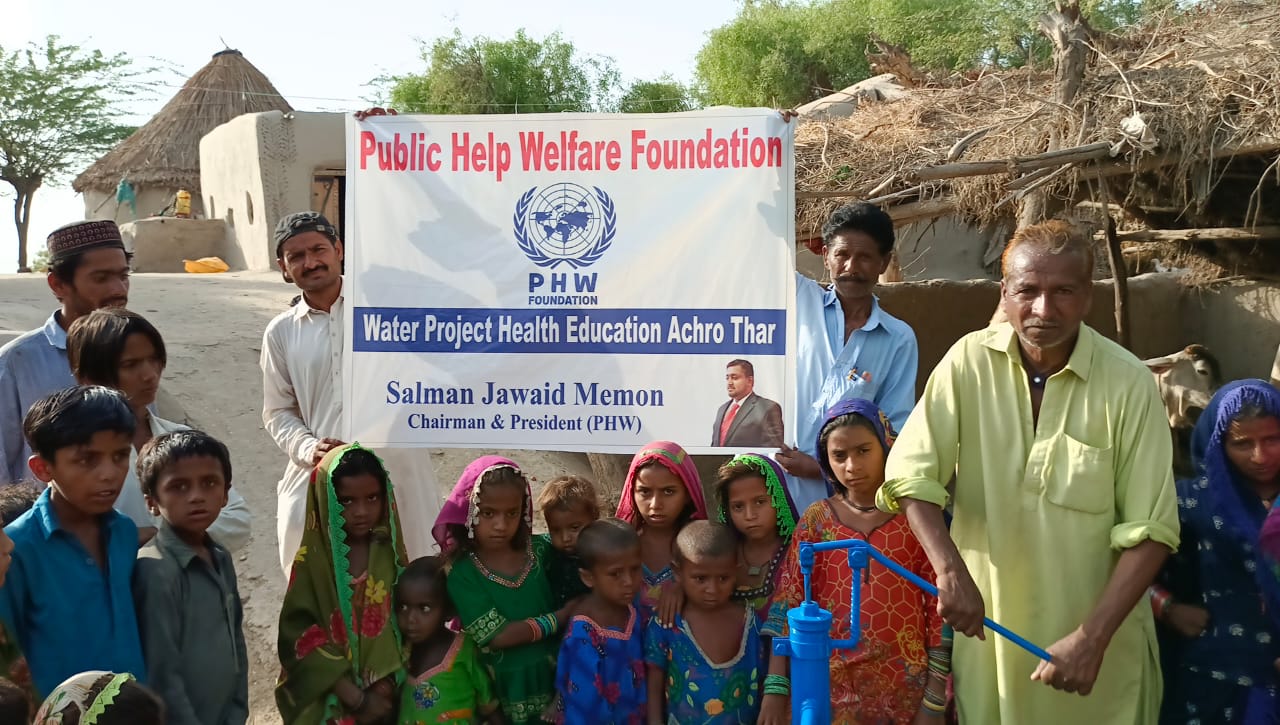 Public Help Welfare Foundation
PHW
FOUNDATION
Water Project Health Education Achro Thar
Salman Jawaid Memon
Chairman & President (PHW)